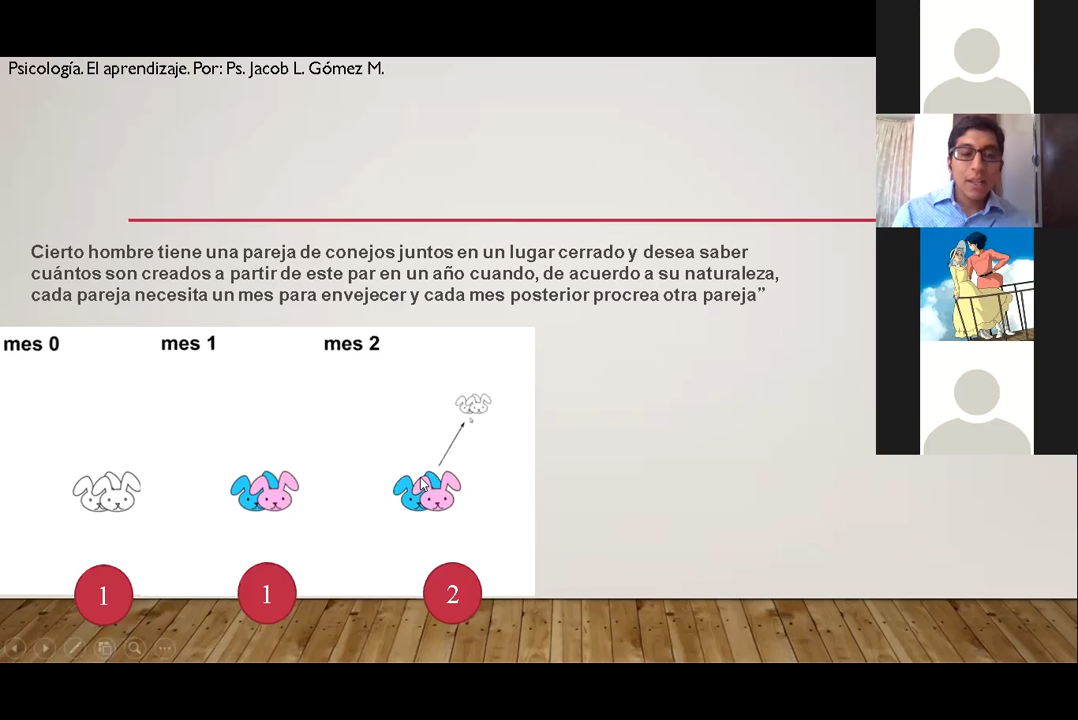 Psicología. El aprendizaje. Por: Ps. Jacob L. Gómez M.
Cierto hombre tiene una pareja de conejos juntos en un lugar cerrado y desea saber
cuántos son creados a partir de este par en un año cuando, de acuerdo a su naturaleza,
cada pareja necesita un mes para envejecer y cada mes posterior procrea otra pareja”
mes 0 mes 1 mes 2
1 1 2